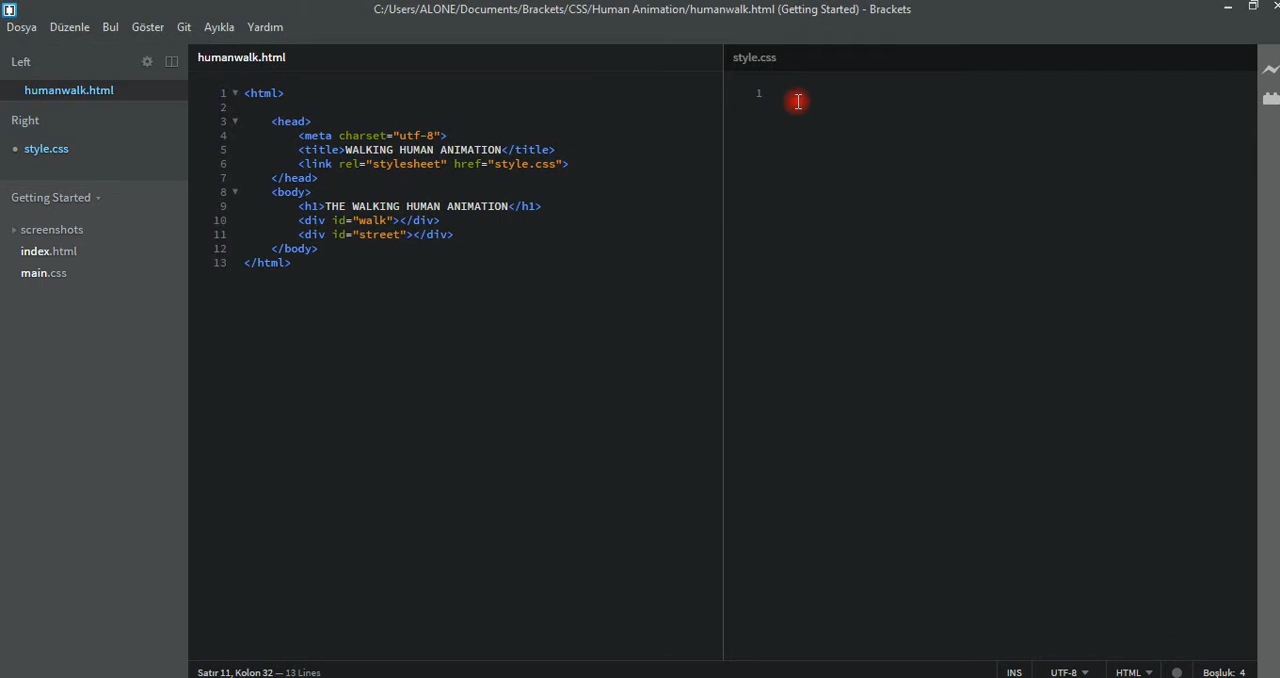 C:/Users/ALONE/Documents/Brackets/CSS/Human Animation/humanwalk.html (Getting Started) - Brackets
Dosya Düzenle Bul Göster Git Ayıkla Yardım
Left
humanwalk.html
Right
• style.css
Getting Started
screenshots
index.html
main.css
humanwalk.html
1 <html>
2
3 <head>
4 <meta charset="utf-8">
5 <title>WALKING HUMAN ANIMATION</title>
6 <link rel="stylesheet" href="style.css">
7 </head>
8 <body>
9 <h1>THE WALKING HUMAN ANIMATION</h1>
10 <div id="walk"></div>
11 <div id="street"></div>
12 </body>
13 </html>
style.css
1
Satır 11, Kolon 32 — 13 Lines
INS UTF-8 HTML Boşluk: 4